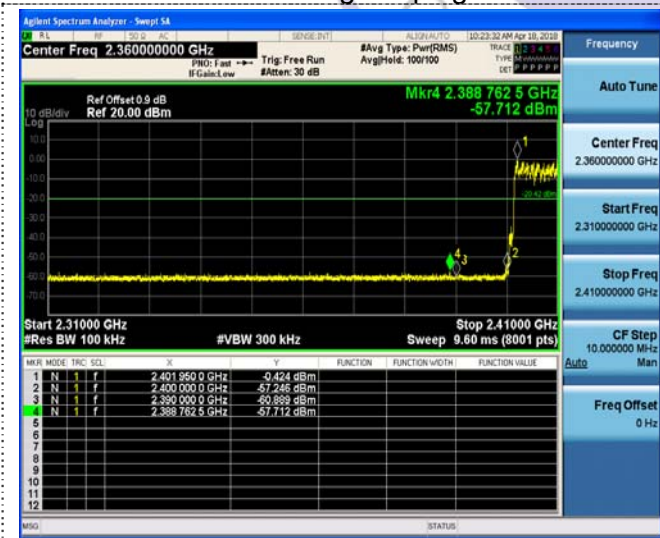 Agilent Spectrum Analyzer - Swept SA
RL RF 50 Ω AC SENSE:INT ALIGNAUTO 10:23:32 AM Apr 18, 2018
Center Freq 2.360000000 GHz
PNO: Fast
IFGain:Low
Trig: Free Run
#Atten: 30 dB
#Avg Type: Pwr(RMS)
Avg|Hold: 100/100
TRACE 1 2 3 4 5 6
TYPE
DET P P P P P P
Frequency
Auto Tune
Center Freq
2.360000000 GHz
Start Freq
2.310000000 GHz
Stop Freq
2.410000000 GHz
CF Step
10.000000 MHz
Auto Man
Freq Offset
0 Hz
Mkr4 2.388 762 5 GHz
-57.712 dBm
Ref Offset 0.9 dB
10 dB/div Ref 20.00 dBm
Log
10.0
0.00
-10.0
-20.0
-30.0
-40.0
-50.0
-60.0
-70.0
1
-20.42 dBm
4
3
2
Start 2.31000 GHz Stop 2.41000 GHz
#Res BW 100 kHz #VBW 300 kHz Sweep 9.60 ms (8001 pts)
MKR MODE TRC SCL X Y FUNCTION FUNCTION WIDTH FUNCTION VALUE
1 N 1 f 2.401 950 0 GHz -0.424 dBm
2 N 1 f 2.400 000 0 GHz -57.246 dBm
3 N 1 f 2.390 000 0 GHz -60.889 dBm
4 N 1 f 2.388 762 5 GHz -57.712 dBm
5
6
7
8
9
10
11
12
MSG STATUS